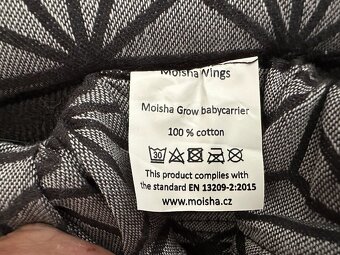 Moisha Wings
Moisha Grow babycarrier
100 % cotton
30
This product complies with
the standard EN 13209-2:2015
www.moisha.cz